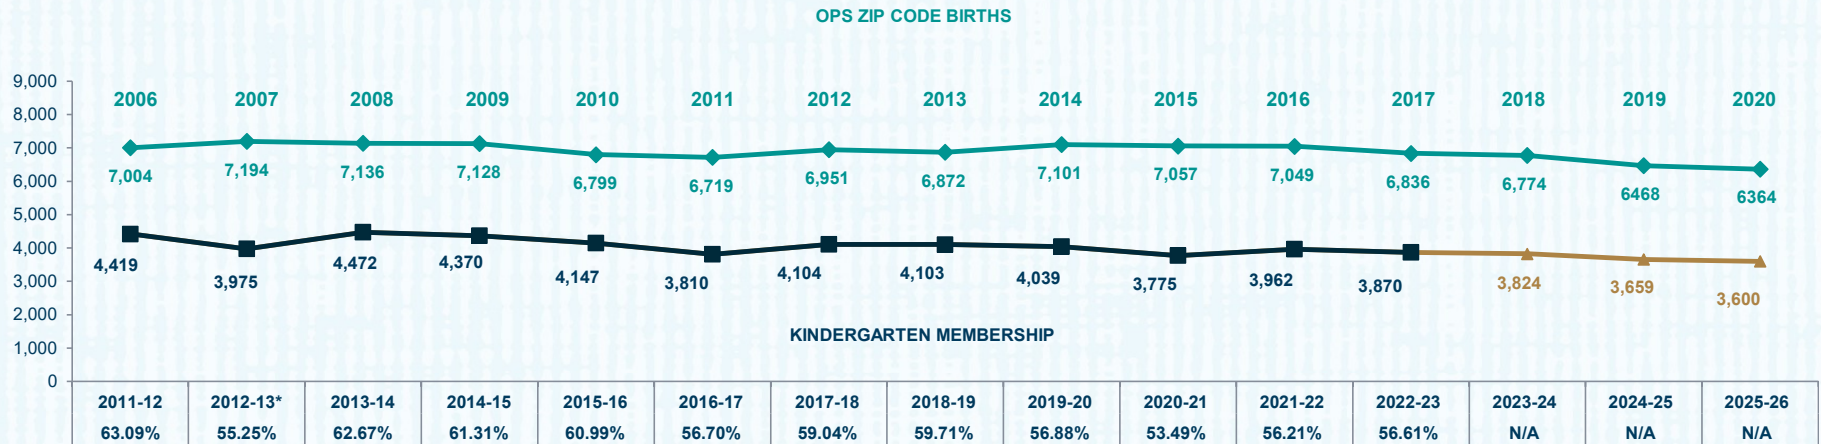 OPS ZIP CODE BIRTHS
9,000
2006 2007 2008 2009 2010 2011 2012 2013 2014 2015 2016 2017 2018 2019 2020
8,000
7,000
7,004 7,194 7,136 7,128 6,799 6,719 6,951 6,872 7,101 7,057 7,049 6,836 6,774 6468 6364
6,000
5,000
4,000
4,419 3,975 4,472 4,370 4,147 3,810 4,104 4,103 4,039 3,775 3,962 3,870 3,824 3,659 3,600
3,000
2,000
KINDERGARTEN MEMBERSHIP
1,000
0
2011-12 2012-13* 2013-14 2014-15 2015-16 2016-17 2017-18 2018-19 2019-20 2020-21 2021-22 2022-23 2023-24 2024-25 2025-26
63.09% 55.25% 62.67% 61.31% 60.99% 56.70% 59.04% 59.71% 56.88% 53.49% 56.21% 56.61% N/A N/A N/A